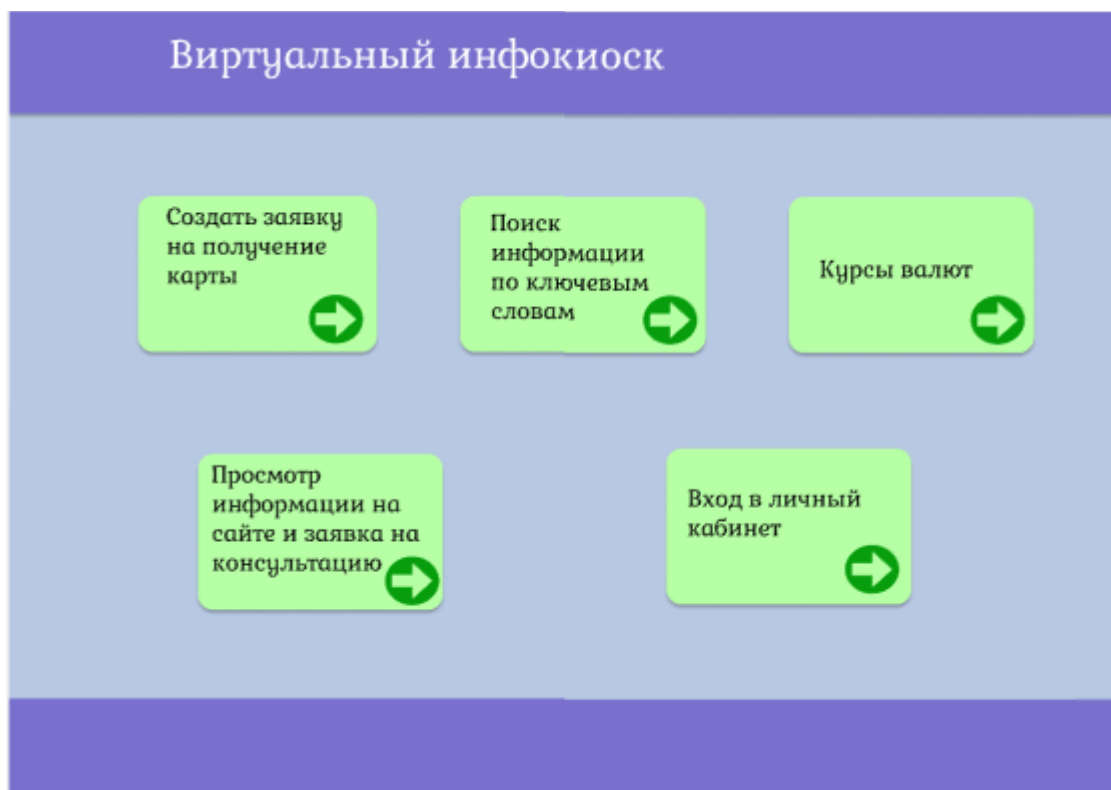 Виртуальный инфокиоск
Создать заявку
на получение
карты
Поиск
информации
по ключевым
словам
Курсы валют
Просмотр
информации на
сайте и заявка на
консультацию
Вход в личный
кабинет